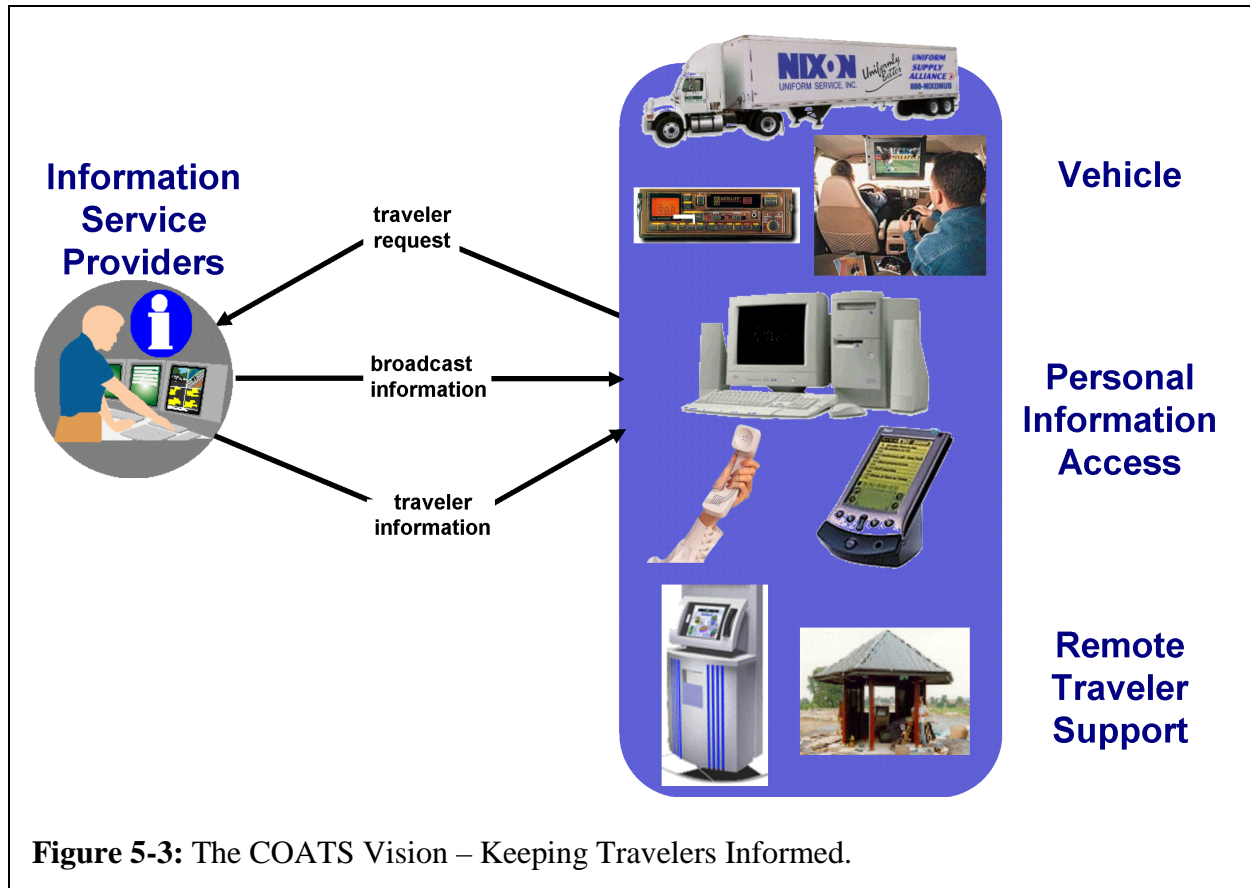 NIXON
UNIFORM SERVICE, INC.
Uniformly
Better
UNIFORM
SUPPLY
ALLIANCE
888-NIXONUS
Information
Service
Providers
traveler
request
broadcast
information
traveler
information
Vehicle
Personal
Information
Access
Remote
Traveler
Support
Figure 5-3: The COATS Vision – Keeping Travelers Informed.